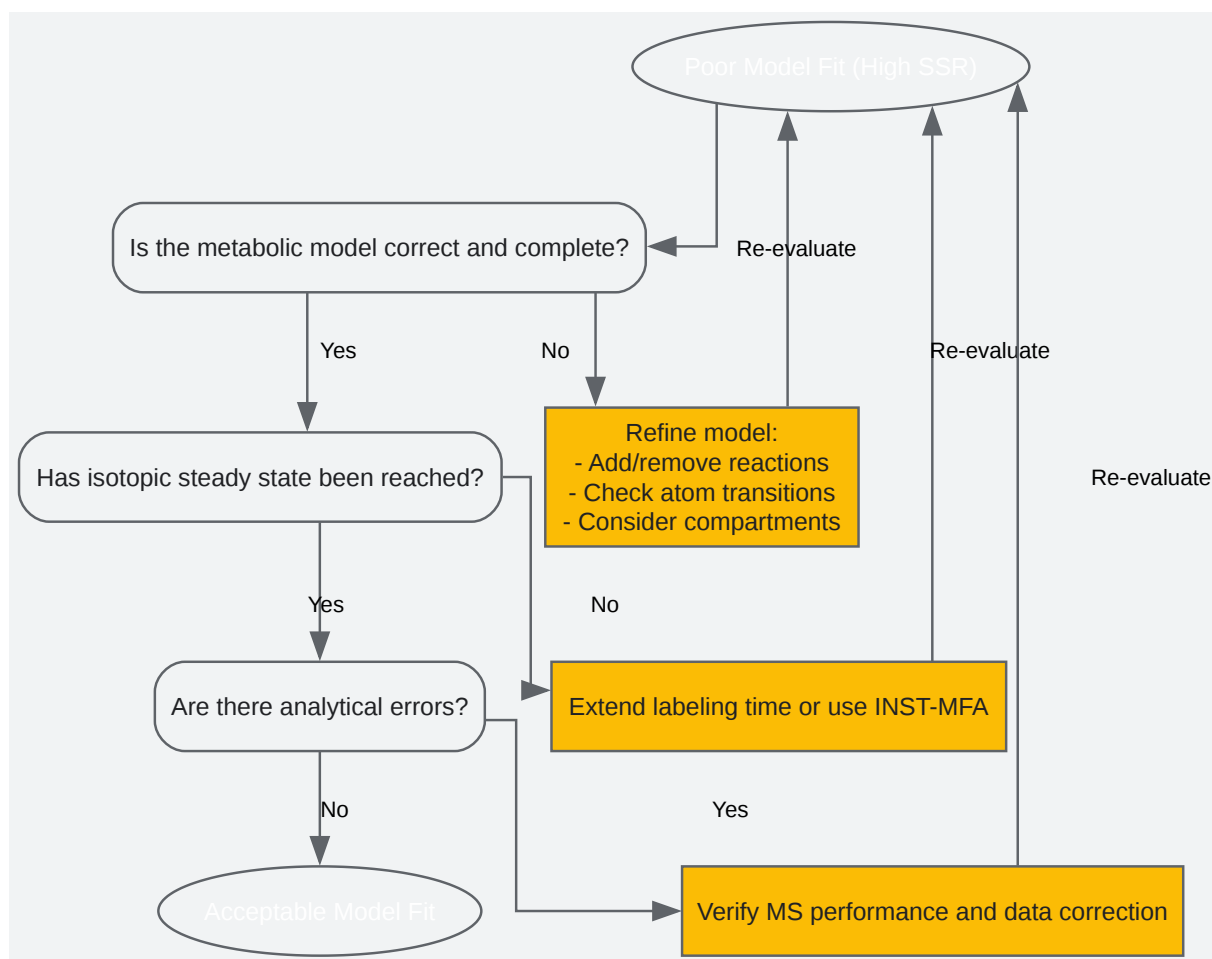 Poor Model Fit (High SSR)
Is the metabolic model correct and complete?
Re-evaluate
Yes
No
Re-evaluate
Refine model:
- Add/remove reactions
- Check atom transitions
- Consider compartments
Has isotopic steady state been reached?
Re-evaluate
Yes
No
Are there analytical errors?
Extend labeling time or use INST-MFA
No
Yes
Acceptable Model Fit
Verify MS performance and data correction